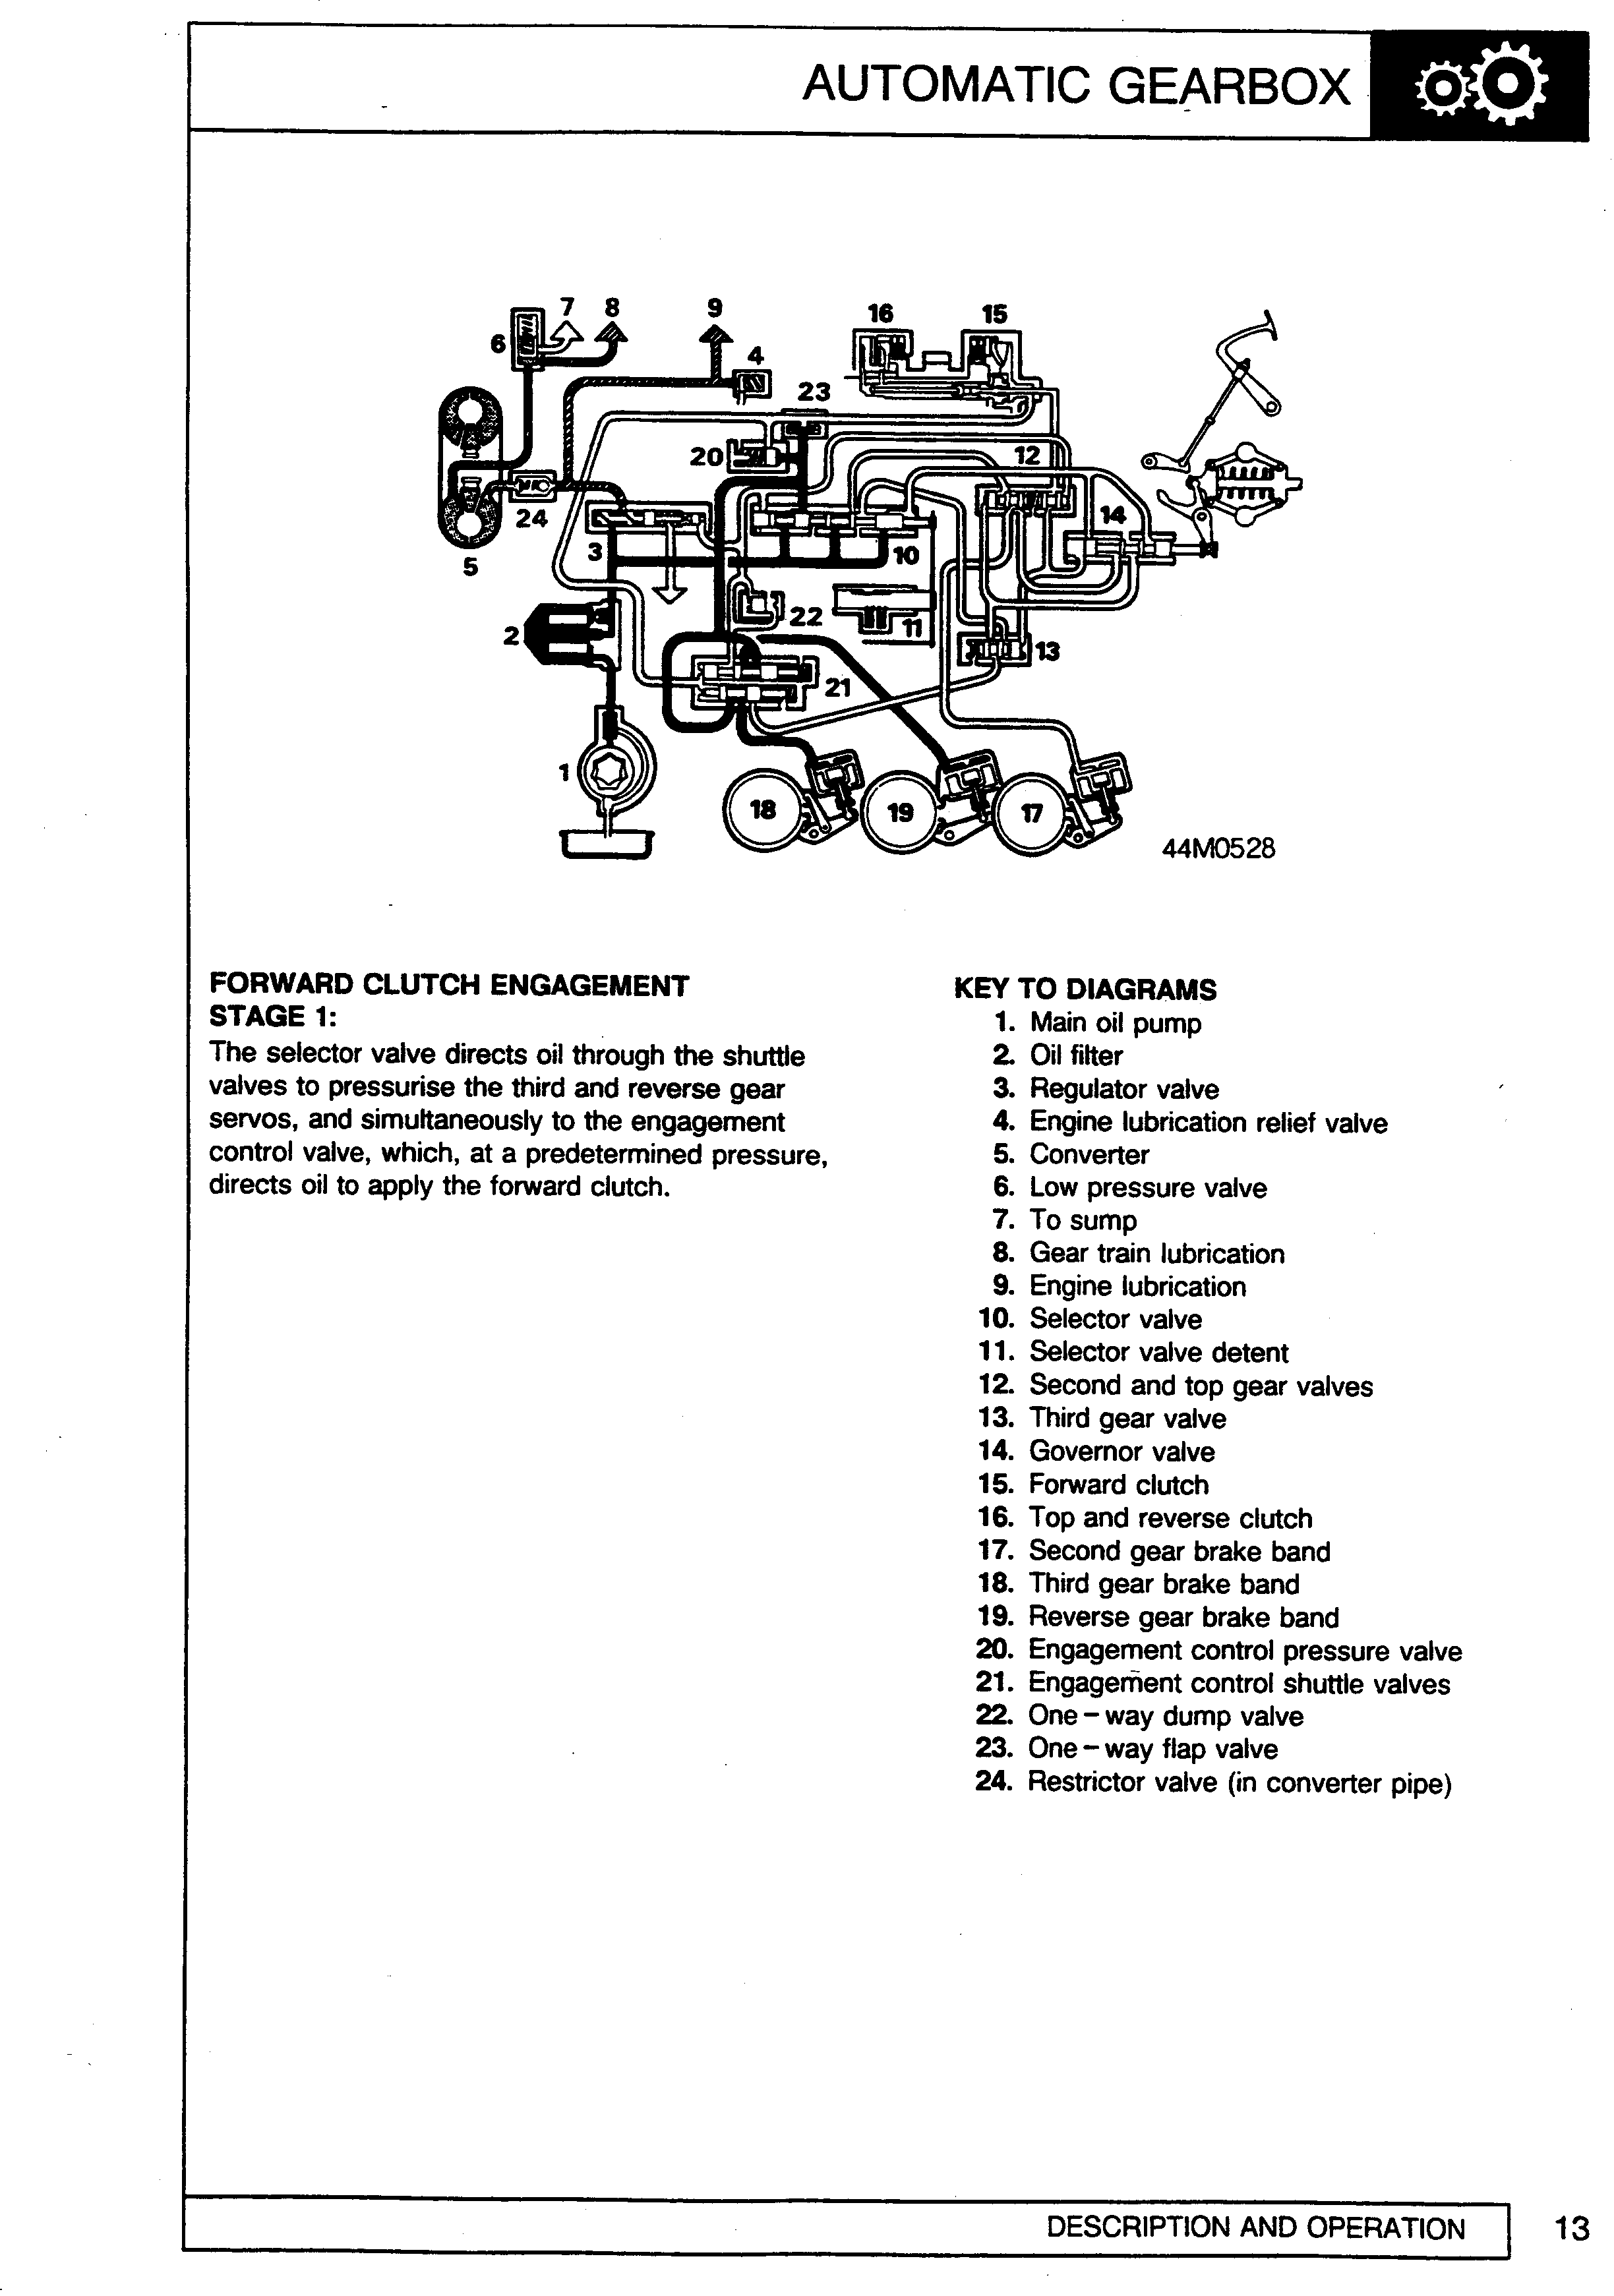 AUTOMATIC GEARBOX
7 8 9 16 15
6 4
23
20 12
24 14
3 10
5
22 11
2 13
21
1
18 19 17
44M0528
FORWARD CLUTCH ENGAGEMENT
STAGE 1:
The selector valve directs oil through the shuttle
valves to pressurise the third and reverse gear
servos, and simultaneously to the engagement
control valve, which, at a predetermined pressure,
directs oil to apply the forward clutch.
KEY TO DIAGRAMS
1. Main oil pump
2. Oil filter
3. Regulator valve
4. Engine lubrication relief valve
5. Converter
6. Low pressure valve
7. To sump
8. Gear train lubrication
9. Engine lubrication
10. Selector valve
11. Selector valve detent
12. Second and top gear valves
13. Third gear valve
14. Governor valve
15. Forward clutch
16. Top and reverse clutch
17. Second gear brake band
18. Third gear brake band
19. Reverse gear brake band
20. Engagement control pressure valve
21. Engagement control shuttle valves
22. One-way dump valve
23. One-way flap valve
24. Restrictor valve (in converter pipe)
DESCRIPTION AND OPERATION 13